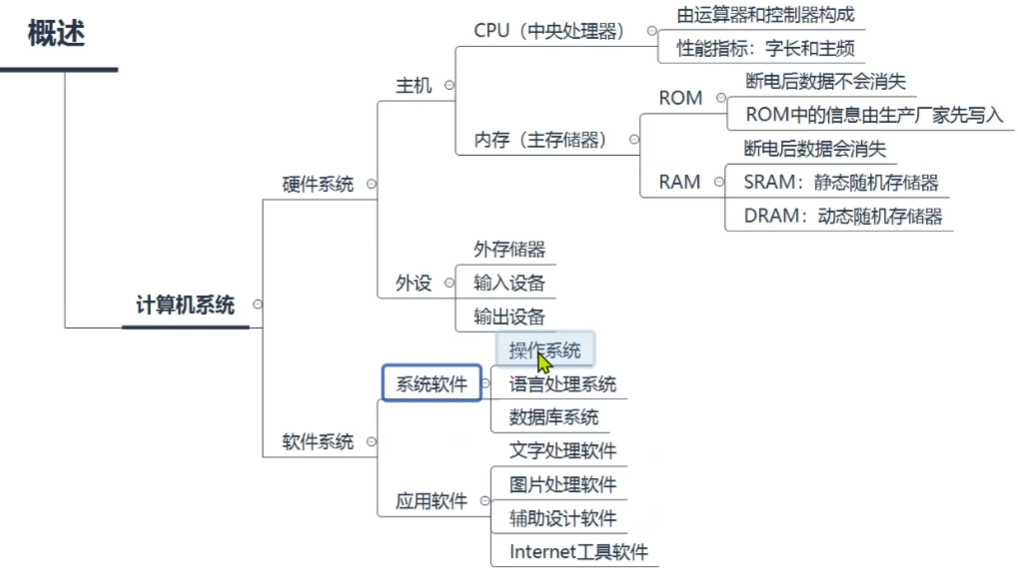 概述
计算机系统
硬件系统
主机
CPU（中央处理器）
由运算器和控制器构成
性能指标：字长和主频
内存（主存储器）
ROM
断电后数据不会消失
ROM中的信息由生产厂家先写入
RAM
断电后数据会消失
SRAM：静态随机存储器
DRAM：动态随机存储器
外设
外存储器
输入设备
输出设备
软件系统
系统软件
操作系统
语言处理系统
数据库系统
应用软件
文字处理软件
图片处理软件
辅助设计软件
Internet工具软件